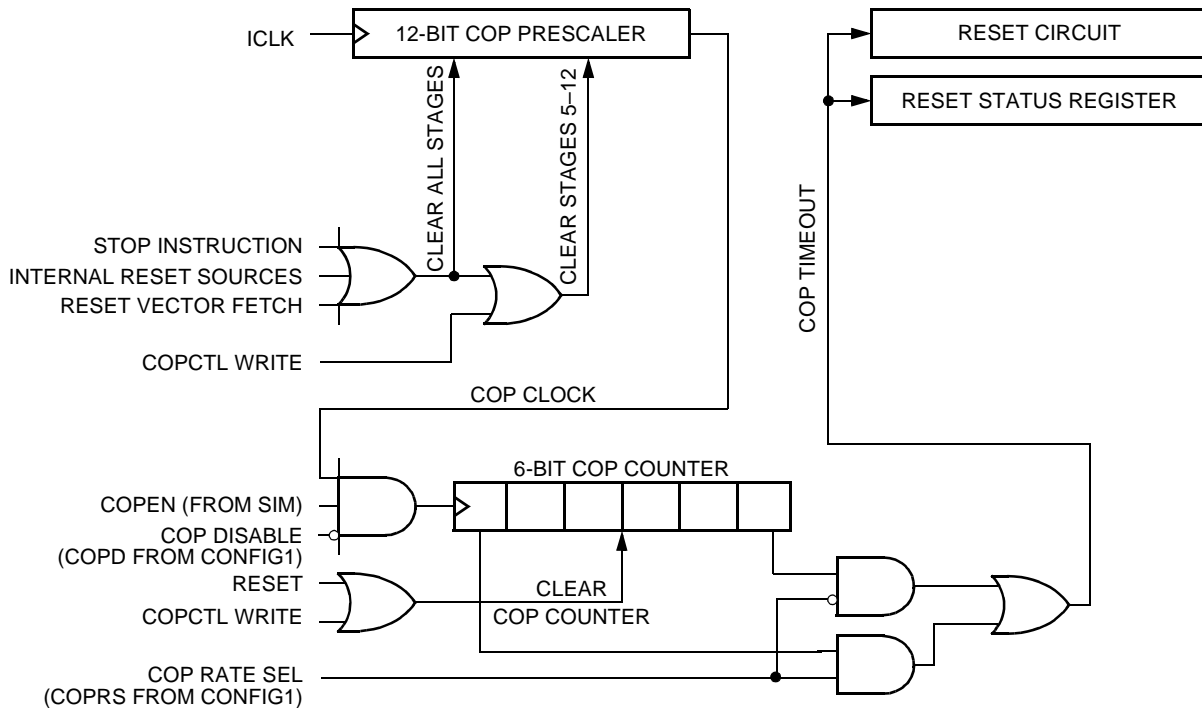 RESET CIRCUIT
ICLK
12-BIT COP PRESCALER
RESET STATUS REGISTER
CLEAR ALL STAGES
CLEAR STAGES 5–12
COP TIMEOUT
STOP INSTRUCTION
INTERNAL RESET SOURCES
RESET VECTOR FETCH
COPCTL WRITE
COP CLOCK
6-BIT COP COUNTER
COPEN (FROM SIM)
COP DISABLE
(COPD FROM CONFIG1)
RESET
CLEAR
COPCTL WRITE
COP COUNTER
COP RATE SEL
(COPRS FROM CONFIG1)